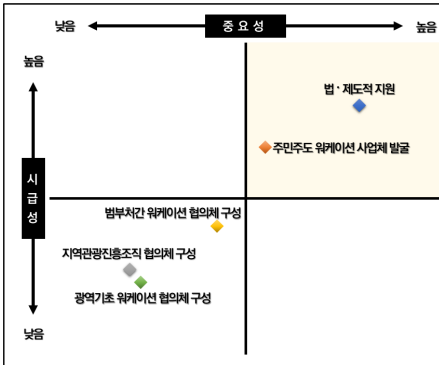 낮음
중요성
높음
높음
법·제도적 지원
주민주도 워케이션 사업체 발굴
시
급
성
범부처간 워케이션 협의체 구성
지역관광진흥조직 협의체 구성
광역기초 워케이션 협의체 구성
낮음